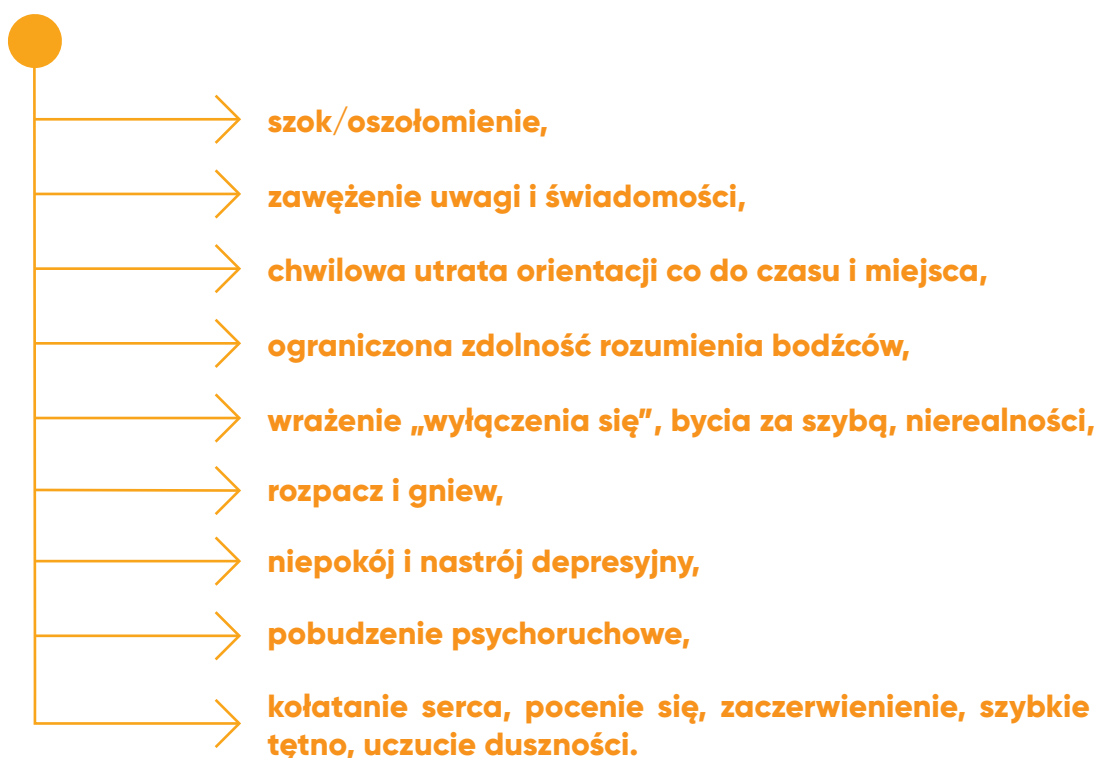 szok/oszołomienie,
zawężenie uwagi i świadomości,
chwilowa utrata orientacji co do czasu i miejsca,
ograniczona zdolność rozumienia bodźców,
wrażenie „wyłączenia się”, bycia za szybą, nierealności,
rozpacz i gniew,
niepokój i nastrój depresyjny,
pobudzenie psychoruchowe,
kołatanie serca, pocenie się, zaczerwienienie, szybkie
tętno, uczucie duszności.